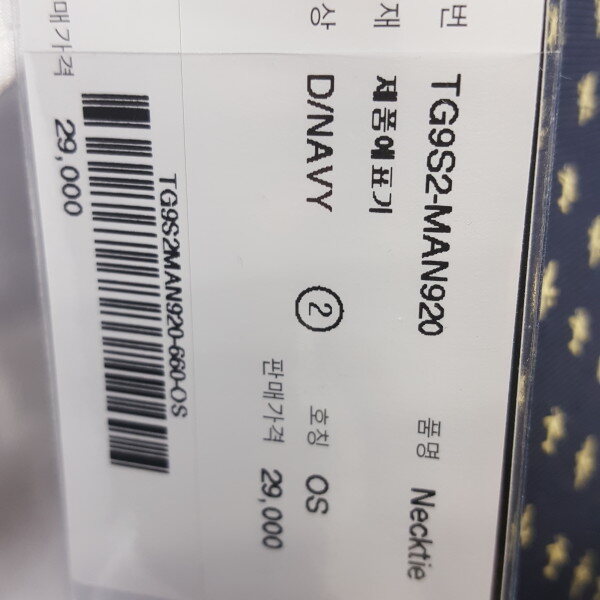 번 TG9S2-MAN920 품명 Necktie
재 제품에표기
상 D/NAVY ② 호칭 OS
판매가격 29,000
TG9S2MAN920-660-OS
매가격 29,000